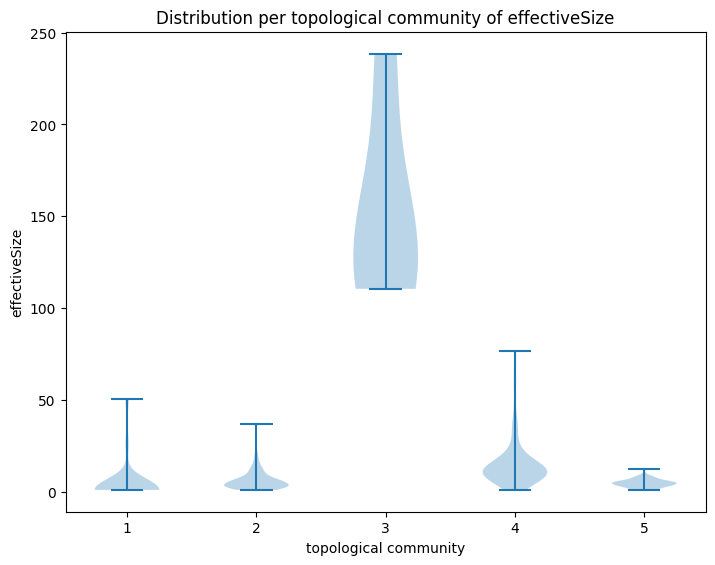 Distribution per topological community of effectiveSize
250
200
150
100
50
0
effectiveSize
1 2 3 4 5
topological community